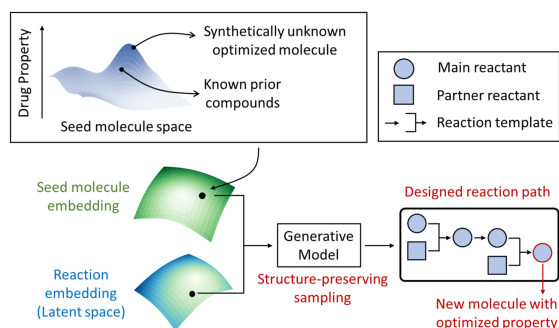 Drug Property
Synthetically unknown
optimized molecule
Known prior
compounds
Seed molecule space
Main reactant
Partner reactant
Reaction template
Seed molecule
embedding
Reaction
embedding
(Latent space)
Generative
Model
Structure-preserving
sampling
Designed reaction path
New molecule with
optimized property